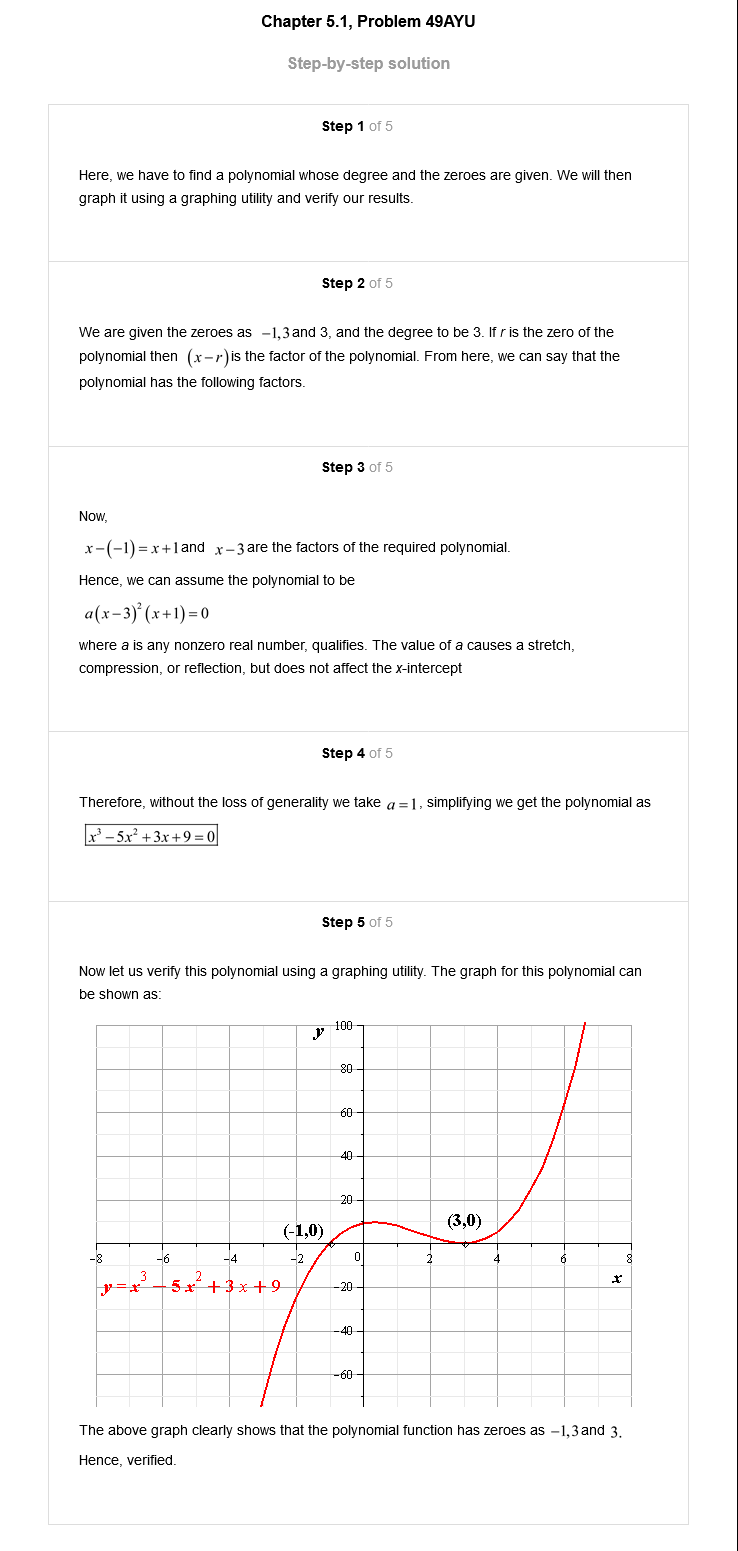 Chapter 5.1, Problem 49AYU
Step-by-step solution
Step 1 of 5
Here, we have to find a polynomial whose degree and the zeroes are given. We will then
graph it using a graphing utility and verify our results.
Step 2 of 5
We are given the zeroes as −1,3 and 3, and the degree to be 3. If r is the zero of the
polynomial then (x−r) is the factor of the polynomial. From here, we can say that the
polynomial has the following factors.
Step 3 of 5
Now,
x−(−1)=x+1 and x−3 are the factors of the required polynomial.
Hence, we can assume the polynomial to be
a(x−3)²(x+1)=0
where a is any nonzero real number, qualifies. The value of a causes a stretch,
compression, or reflection, but does not affect the x-intercept
Step 4 of 5
Therefore, without the loss of generality we take a=1, simplifying we get the polynomial as
x³−5x²+3x+9=0
Step 5 of 5
Now let us verify this polynomial using a graphing utility. The graph for this polynomial can
be shown as:
y 100
80
60
40
20
(-1,0) (3,0)
−8 −6 −4 −2 0 2 4 6 8
x
y=x³−5x²+3x+9
−20
−40
−60
The above graph clearly shows that the polynomial function has zeroes as −1,3 and 3.
Hence, verified.